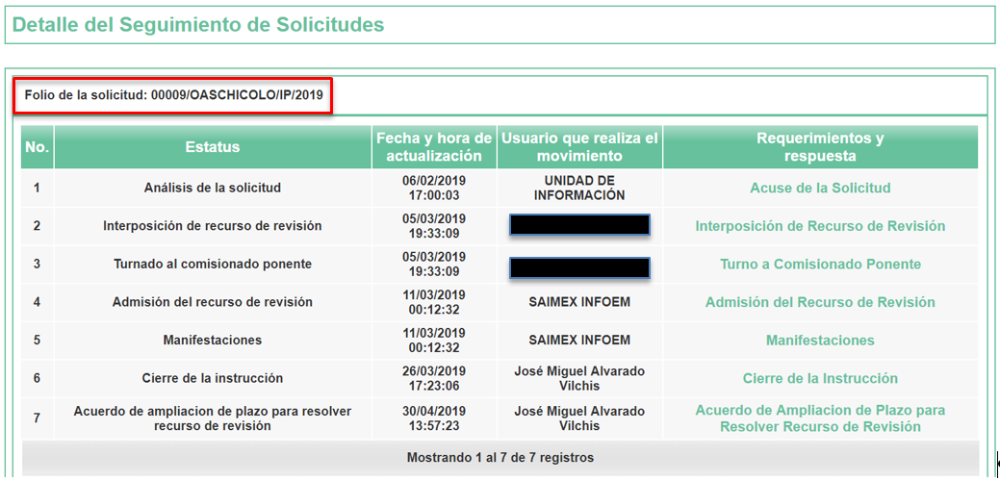 Detalle del Seguimiento de Solicitudes
Folio de la solicitud: 00009/OASCHICOLO/IP/2019
No. Estatus Fecha y hora de actualización Usuario que realiza el movimiento Requerimientos y respuesta
1 Análisis de la solicitud 06/02/2019 17:00:03 UNIDAD DE INFORMACIÓN Acuse de la Solicitud
2 Interposición de recurso de revisión 05/03/2019 19:33:09 Interposición de Recurso de Revisión
3 Turnado al comisionado ponente 05/03/2019 19:33:09 Turno a Comisionado Ponente
4 Admisión del recurso de revisión 11/03/2019 00:12:32 SAIMEX INFOEM Admisión del Recurso de Revisión
5 Manifestaciones 11/03/2019 00:12:32 SAIMEX INFOEM Manifestaciones
6 Cierre de la instrucción 26/03/2019 17:23:06 José Miguel Alvarado Vilchis Cierre de la Instrucción
7 Acuerdo de ampliacion de plazo para resolver recurso de revisión 30/04/2019 13:57:23 José Miguel Alvarado Vilchis Acuerdo de Ampliacion de Plazo para Resolver Recurso de Revisión
Mostrando 1 al 7 de 7 registros